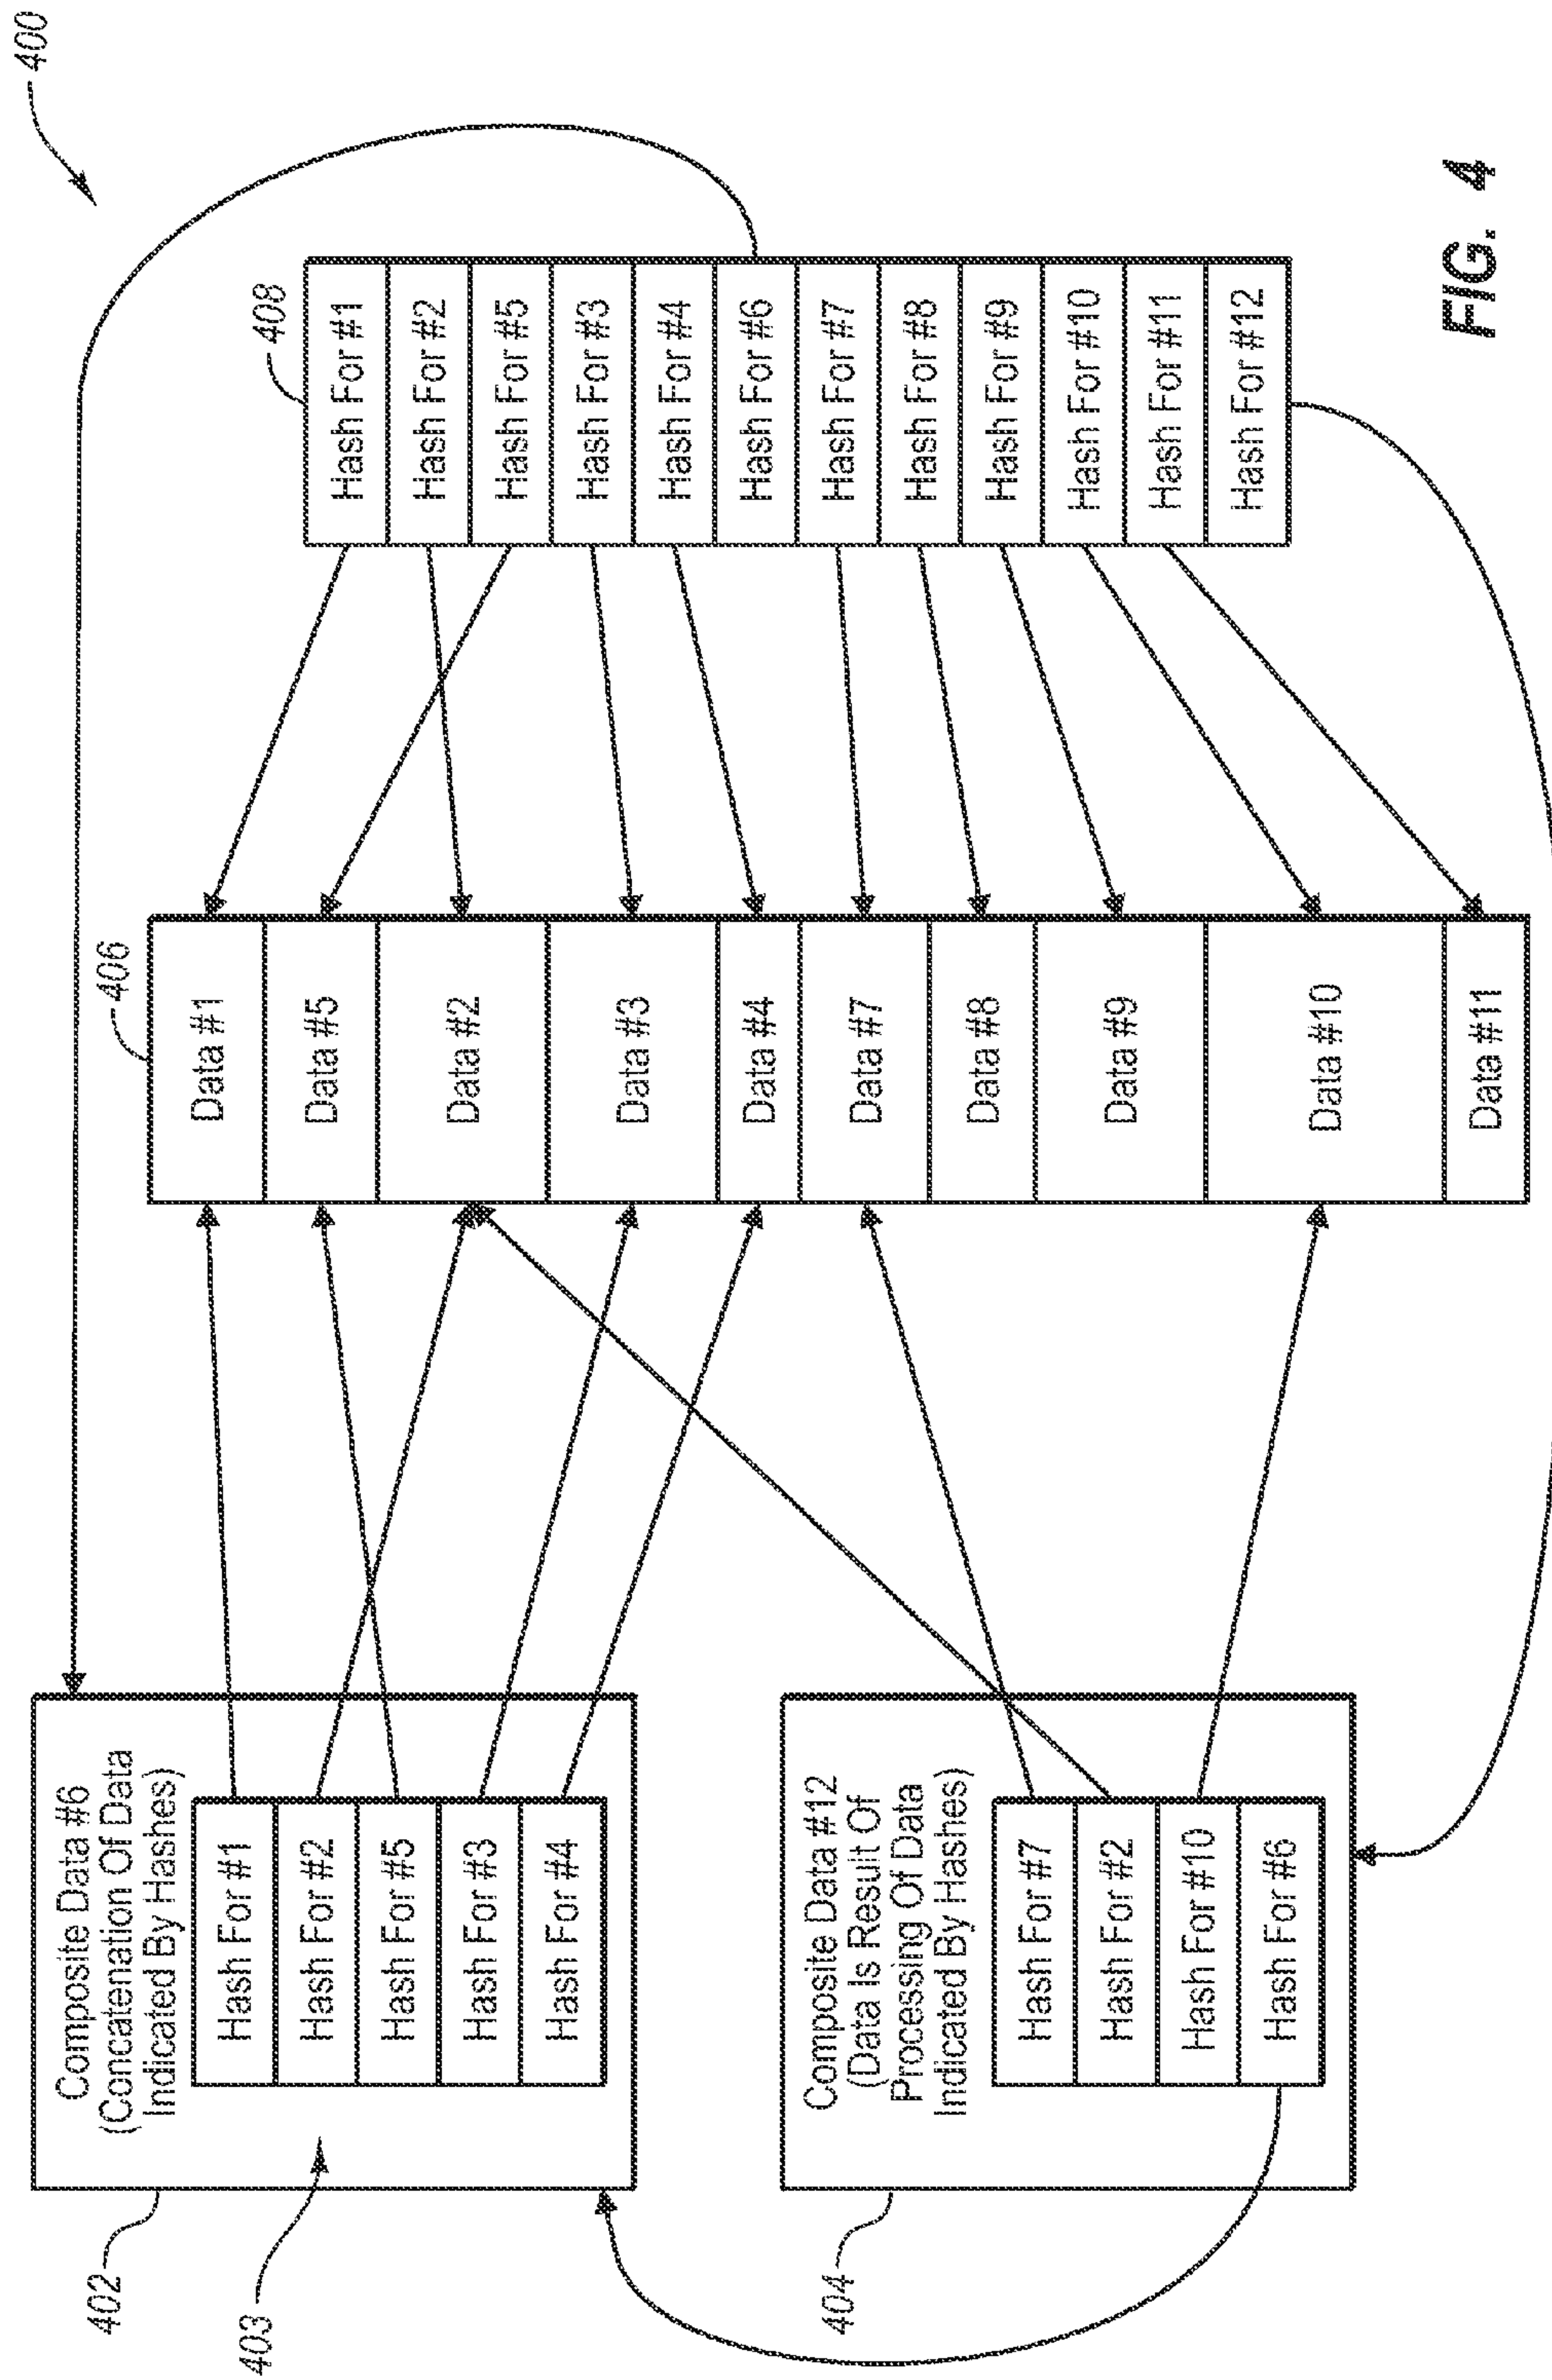 400
402
Composite Data #6
(Concatenation Of Data
Indicated By Hashes)
403
Hash For #1
Hash For #2
Hash For #5
Hash For #3
Hash For #4
404
Composite Data #12
(Data Is Result Of
Processing Of Data
Indicated By Hashes)
Hash For #7
Hash For #2
Hash For #10
Hash For #6
406
Data #1
Data #5
Data #2
Data #3
Data #4
Data #7
Data #8
Data #9
Data #10
Data #11
408
Hash For #1
Hash For #2
Hash For #5
Hash For #3
Hash For #4
Hash For #6
Hash For #7
Hash For #8
Hash For #9
Hash For #10
Hash For #11
Hash For #12
FIG. 4